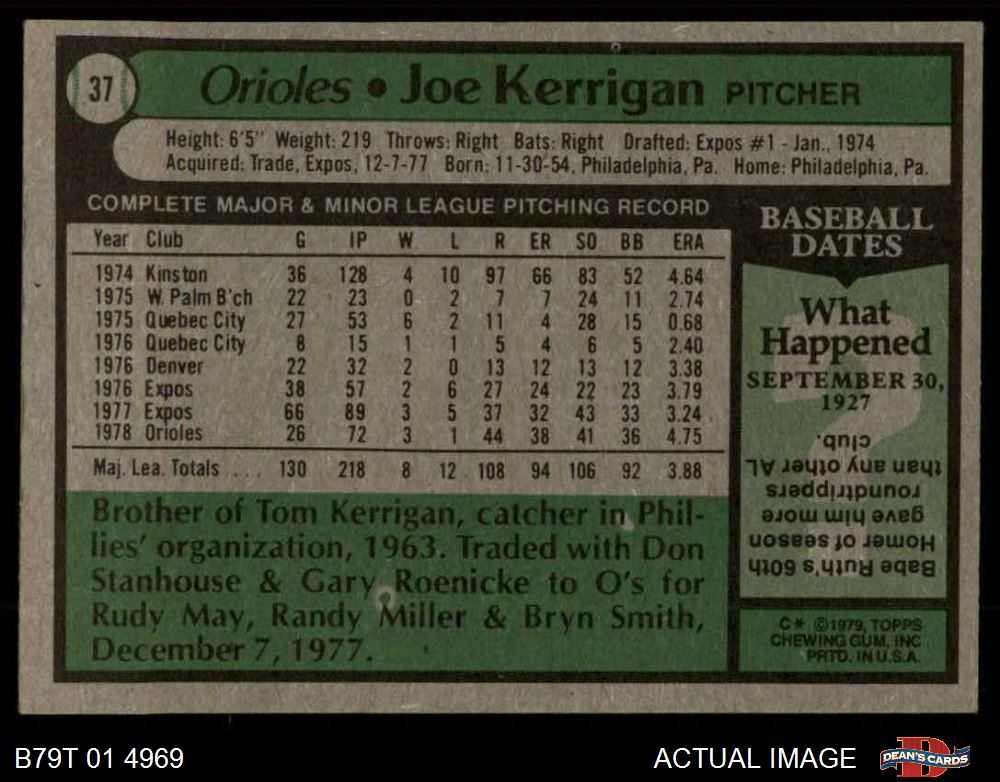 37
Orioles • Joe Kerrigan PITCHER
Height: 6'5" Weight: 219 Throws: Right Bats: Right Drafted: Expos #1 - Jan., 1974
Acquired: Trade, Expos, 12-7-77 Born: 11-30-54, Philadelphia, Pa. Home: Philadelphia, Pa.
COMPLETE MAJOR & MINOR LEAGUE PITCHING RECORD
Year Club G IP W L R ER SO BB ERA
1974 Kinston 36 128 4 10 97 66 83 52 4.64
1975 W. Palm B'ch 22 23 0 2 7 7 24 11 2.74
1975 Quebec City 27 53 6 2 11 4 28 15 0.68
1976 Quebec City 8 15 1 1 5 4 6 5 2.40
1976 Denver 22 32 2 0 13 12 13 12 3.38
1976 Expos 38 57 2 6 27 24 22 23 3.79
1977 Expos 66 89 3 5 37 32 43 33 3.24
1978 Orioles 26 72 3 1 44 38 41 36 4.75
Maj. Lea. Totals ... 130 218 8 12 108 94 106 92 3.88
Brother of Tom Kerrigan, catcher in Phil-
lies' organization, 1963. Traded with Don
Stanhouse & Gary Roenicke to O's for
Rudy May, Randy Miller & Bryn Smith,
December 7, 1977.
BASEBALL
DATES
What
Happened
SEPTEMBER 30,
1927
Babe Ruth's 60th
Homer of season
gave him more
roundtrippers
than any other AL
club.
C* ©1979, TOPPS
CHEWING GUM, INC
PRTD. IN U.S.A.
B79T 01 4969
ACTUAL IMAGE
DEAN'S CARDS